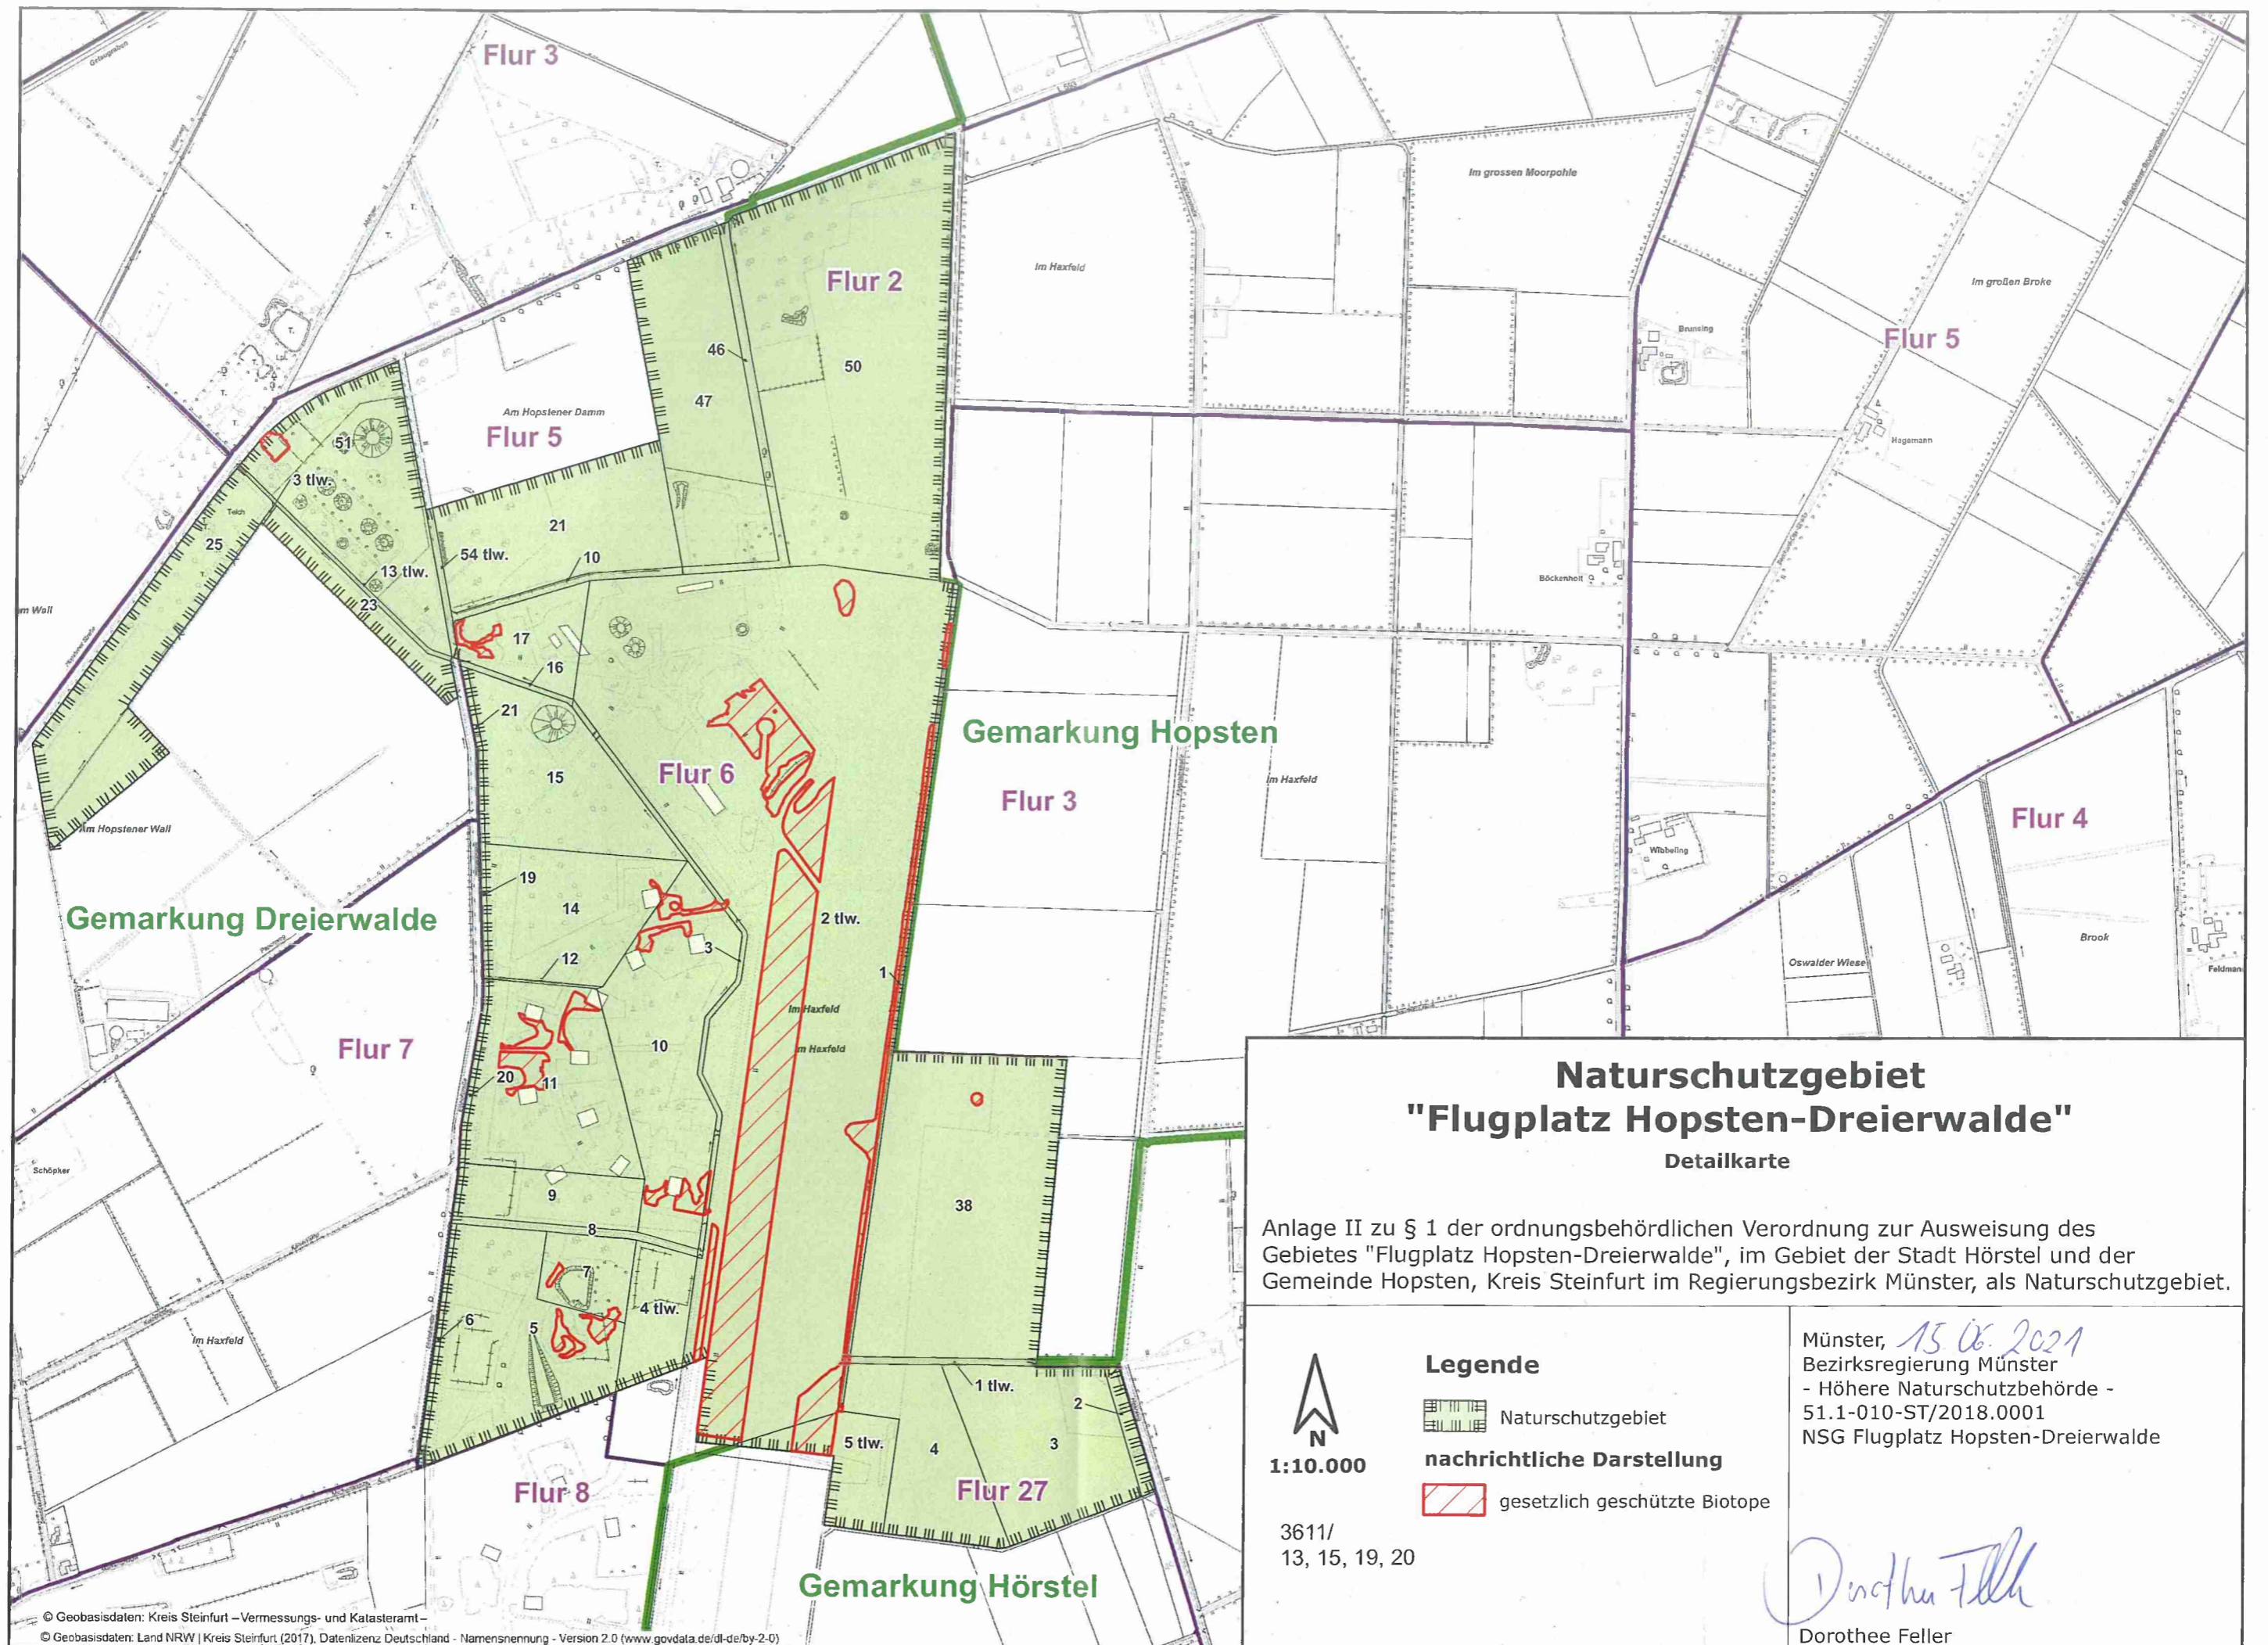 Flur 3
Grenzgraben
L 593
Im grossen Moorpohle
Im Haxfeld
Flur 2
L 593
Im großen Broke
Brunsing
Flur 5
46
50
47
Am Hopstener Damm
Flur 5
Hagemann
51
3 tlw.
Teich
25
21
54 tlw.
10
13 tlw.
Böckenholt
23
m Wall
17
16
21
Gemarkung Hopsten
15
Flur 6
Im Haxfeld
Flur 3
Flur 4
Am Hopstener Wall
Wibbeling
19
Gemarkung Dreierwalde
14
2 tlw.
3
Brook
12
Oswalder Wiese
Feldman
1
Im Haxfeld
Flur 7
10
m Haxfeld
20
11
Schöpker
9
38
8
7
4 tlw.
6
5
Im Haxfeld
1 tlw.
2
5 tlw.
4
3
Flur 8
Flur 27
Gemarkung Hörstel
Naturschutzgebiet
"Flugplatz Hopsten-Dreierwalde"
Detailkarte
Anlage II zu § 1 der ordnungsbehördlichen Verordnung zur Ausweisung des
Gebietes "Flugplatz Hopsten-Dreierwalde", im Gebiet der Stadt Hörstel und der
Gemeinde Hopsten, Kreis Steinfurt im Regierungsbezirk Münster, als Naturschutzgebiet.
N
1:10.000
3611/
13, 15, 19, 20
Legende
Naturschutzgebiet
nachrichtliche Darstellung
gesetzlich geschützte Biotope
Münster, 15.06.2021
Bezirksregierung Münster
- Höhere Naturschutzbehörde -
51.1-010-ST/2018.0001
NSG Flugplatz Hopsten-Dreierwalde
Dorothee Feller
Dorothee Feller
© Geobasisdaten: Kreis Steinfurt – Vermessungs- und Katasteramt –
© Geobasisdaten: Land NRW | Kreis Steinfurt (2017), Datenlizenz Deutschland - Namensnennung - Version 2.0 (www.govdata.de/dl-de/by-2-0)